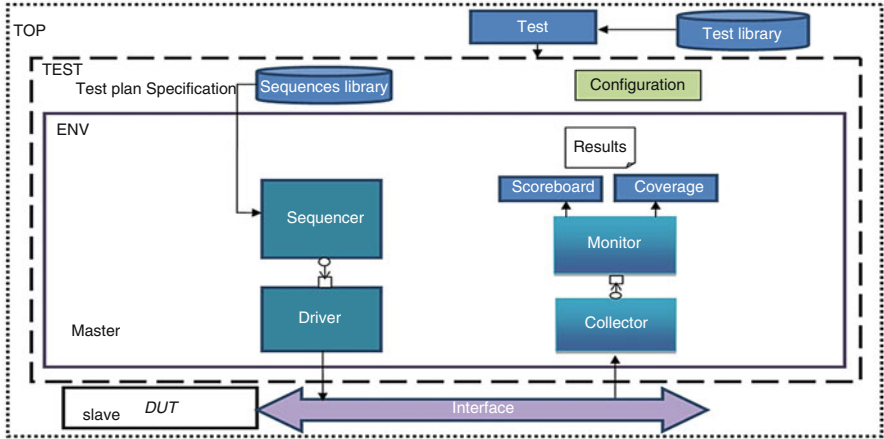 TOP
Test
Test library
TEST
Test plan Specification
Sequences library
Configuration
ENV
Results
Scoreboard
Coverage
Sequencer
Monitor
Driver
Collector
Master
slave DUT
Interface